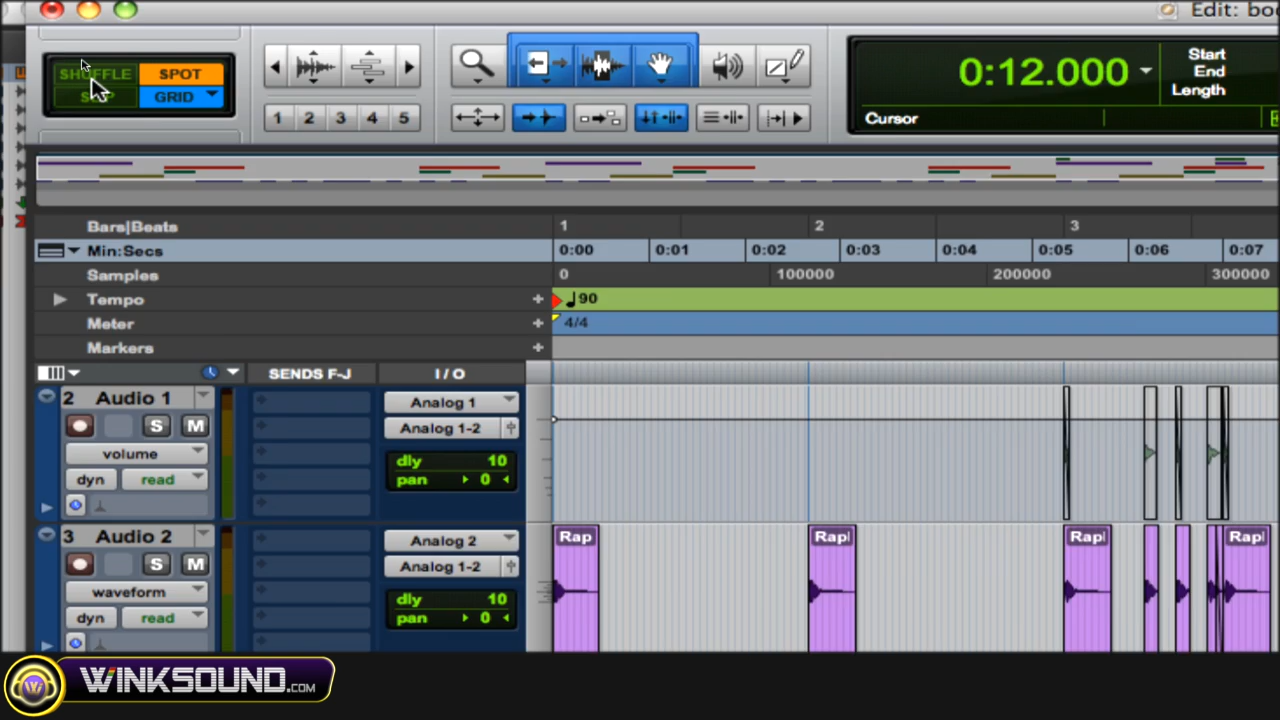 Edit: bo
SHUFFLE SPOT
GRID
1 2 3 4 5
0:12.000
Start
End
Length
Cursor
Bars|Beats 1 2 3
Min:Secs 0:00 0:01 0:02 0:03 0:04 0:05 0:06 0:07
Samples 0 100000 200000 300000
Tempo + 90
Meter + 4/4
Markers +
SENDS F-J I / O
2 Audio 1
Analog 1
S M Analog 1-2
volume
dly 10
dyn read pan 0
3 Audio 2 Rap Rap Rap Rap
Analog 2
S M Analog 1-2
waveform
dly 10
dyn read pan 0
WINKSOUND.COM